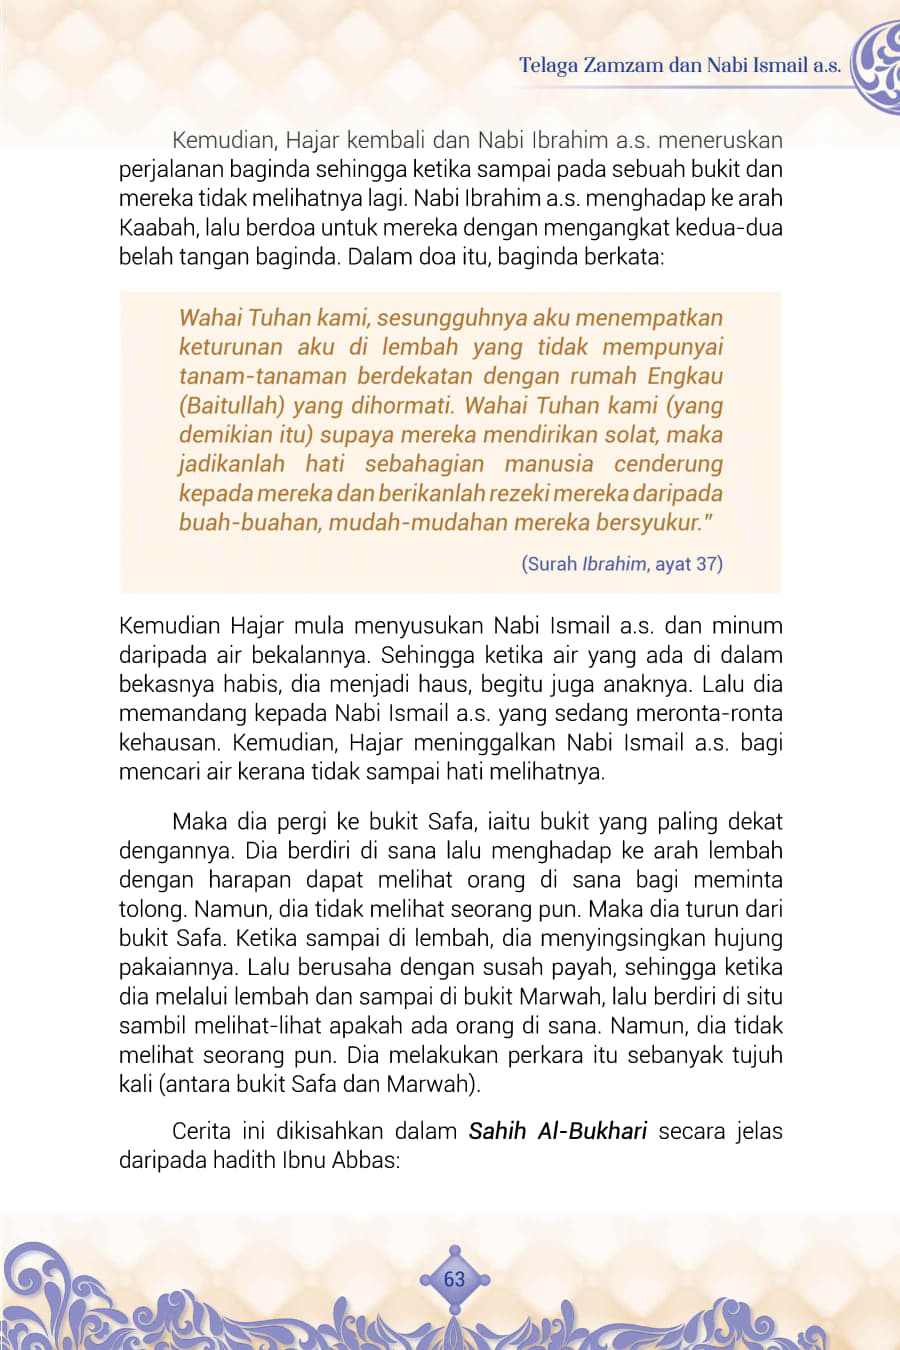 Telaga Zamzam dan Nabi Ismail a.s.
Kemudian, Hajar kembali dan Nabi Ibrahim a.s. meneruskan
perjalanan baginda sehingga ketika sampai pada sebuah bukit dan
mereka tidak melihatnya lagi. Nabi Ibrahim a.s. menghadap ke arah
Kaabah, lalu berdoa untuk mereka dengan mengangkat kedua-dua
belah tangan baginda. Dalam doa itu, baginda berkata:
Wahai Tuhan kami, sesungguhnya aku menempatkan
keturunan aku di lembah yang tidak mempunyai
tanam-tanaman berdekatan dengan rumah Engkau
(Baitullah) yang dihormati. Wahai Tuhan kami (yang
demikian itu) supaya mereka mendirikan solat, maka
jadikanlah hati sebahagian manusia cenderung
kepada mereka dan berikanlah rezeki mereka daripada
buah-buahan, mudah-mudahan mereka bersyukur."
(Surah Ibrahim, ayat 37)
Kemudian Hajar mula menyusukan Nabi Ismail a.s. dan minum
daripada air bekalannya. Sehingga ketika air yang ada di dalam
bekasnya habis, dia menjadi haus, begitu juga anaknya. Lalu dia
memandang kepada Nabi Ismail a.s. yang sedang meronta-ronta
kehausan. Kemudian, Hajar meninggalkan Nabi Ismail a.s. bagi
mencari air kerana tidak sampai hati melihatnya.
Maka dia pergi ke bukit Safa, iaitu bukit yang paling dekat
dengannya. Dia berdiri di sana lalu menghadap ke arah lembah
dengan harapan dapat melihat orang di sana bagi meminta
tolong. Namun, dia tidak melihat seorang pun. Maka dia turun dari
bukit Safa. Ketika sampai di lembah, dia menyingsingkan hujung
pakaiannya. Lalu berusaha dengan susah payah, sehingga ketika
dia melalui lembah dan sampai di bukit Marwah, lalu berdiri di situ
sambil melihat-lihat apakah ada orang di sana. Namun, dia tidak
melihat seorang pun. Dia melakukan perkara itu sebanyak tujuh
kali (antara bukit Safa dan Marwah).
Cerita ini dikisahkan dalam Sahih Al-Bukhari secara jelas
daripada hadith Ibnu Abbas:
63